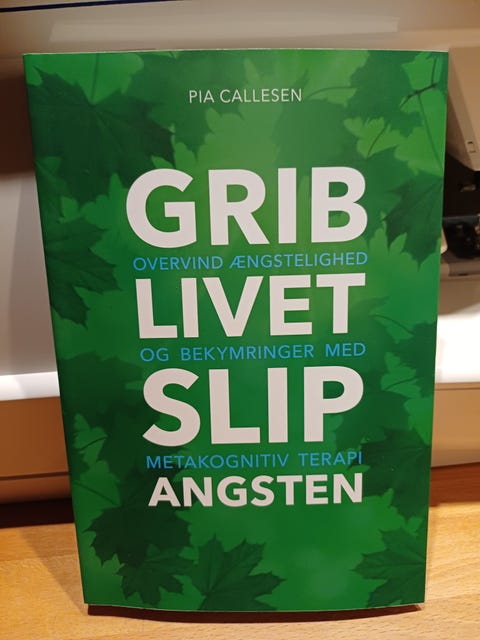 PIA CALLESEN
GRIB
OVERVIND ÆNGSTELIGHED
LIVET
OG BEKYMRINGER MED
SLIP
METAKOGNITIV TERAPI
ANGSTEN